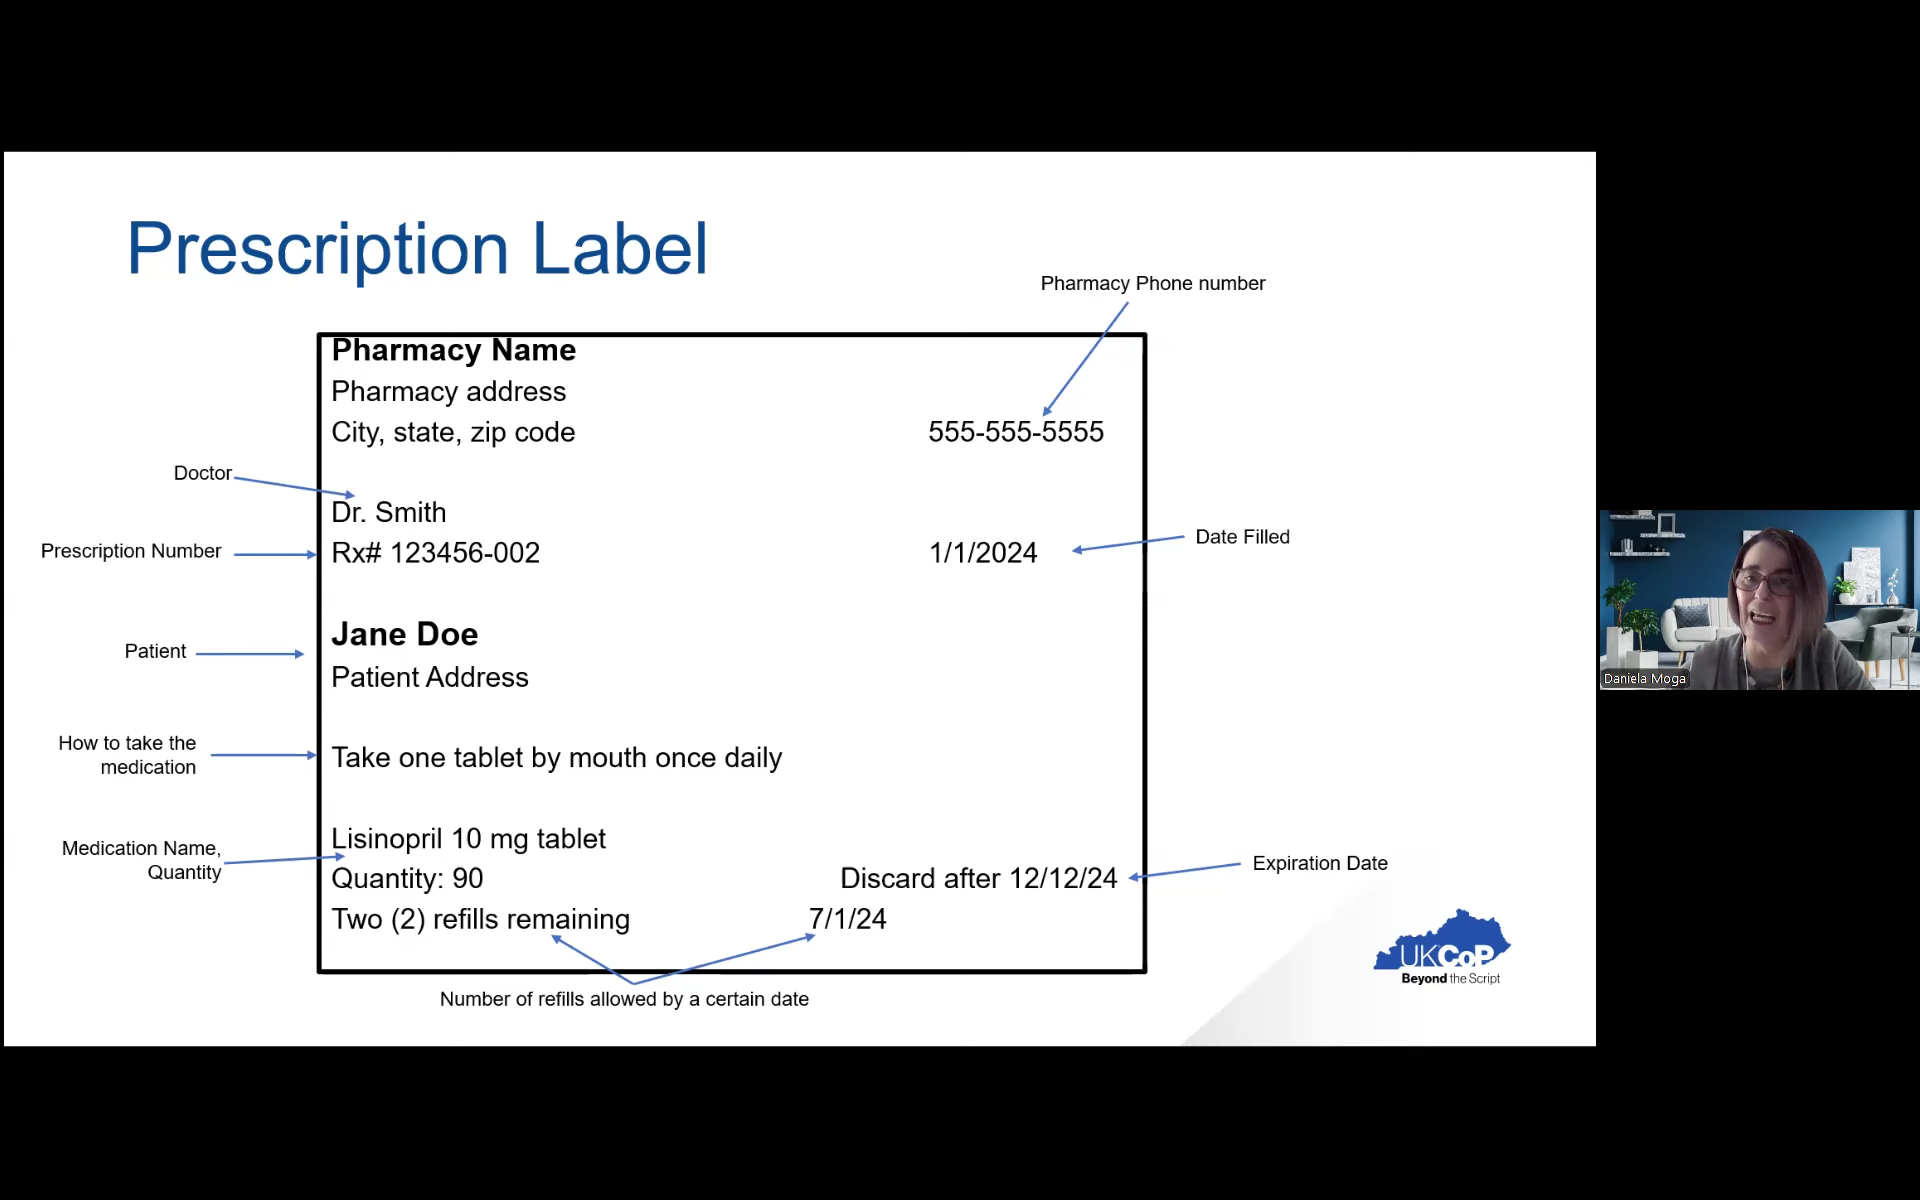 Prescription Label
Pharmacy Phone number
Pharmacy Name
Pharmacy address
City, state, zip code
555-555-5555
Doctor
Dr. Smith
Prescription Number
Rx# 123456-002
1/1/2024
Date Filled
Patient
Jane Doe
Patient Address
How to take the
medication
Take one tablet by mouth once daily
Medication Name,
Quantity
Lisinopril 10 mg tablet
Quantity: 90
Discard after 12/12/24
Expiration Date
Two (2) refills remaining
7/1/24
Number of refills allowed by a certain date
UKCoP
Beyond the Script
Daniela Moga